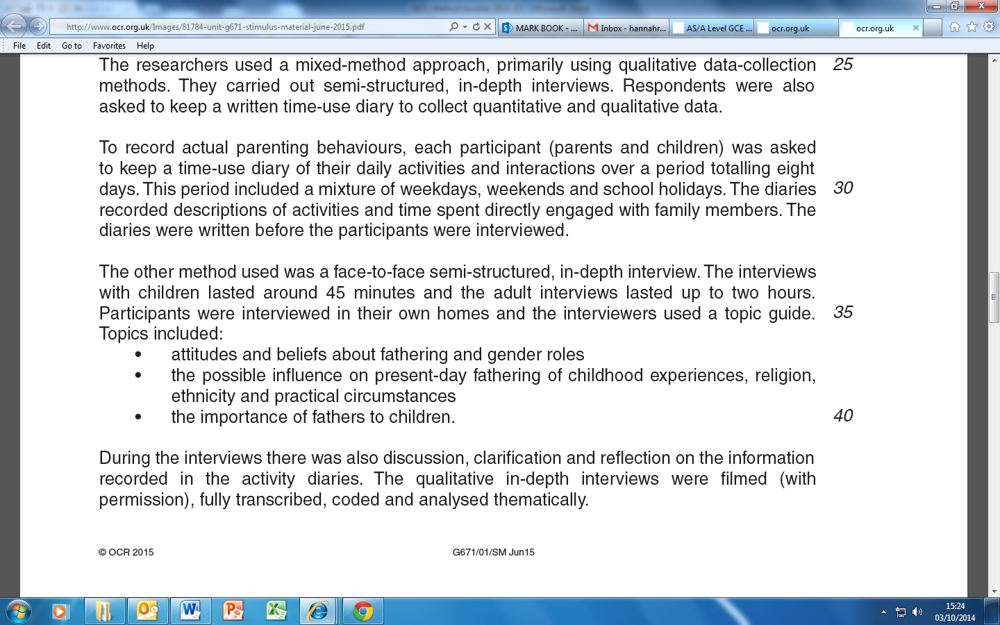 http://www.ocr.org.uk/Images/81784-unit-g671-stimulus-material-june-2015.pdf
MARK BOOK - ...
Inbox - hannahr...
AS/A Level GCE ...
ocr.org.uk
ocr.org.uk
File Edit Go to Favorites Help
The researchers used a mixed-method approach, primarily using qualitative data-collection 25
methods. They carried out semi-structured, in-depth interviews. Respondents were also
asked to keep a written time-use diary to collect quantitative and qualitative data.
To record actual parenting behaviours, each participant (parents and children) was asked
to keep a time-use diary of their daily activities and interactions over a period totalling eight
days. This period included a mixture of weekdays, weekends and school holidays. The diaries 30
recorded descriptions of activities and time spent directly engaged with family members. The
diaries were written before the participants were interviewed.
The other method used was a face-to-face semi-structured, in-depth interview. The interviews
with children lasted around 45 minutes and the adult interviews lasted up to two hours.
Participants were interviewed in their own homes and the interviewers used a topic guide. 35
Topics included:
• attitudes and beliefs about fathering and gender roles
• the possible influence on present-day fathering of childhood experiences, religion,
ethnicity and practical circumstances
• the importance of fathers to children. 40
During the interviews there was also discussion, clarification and reflection on the information
recorded in the activity diaries. The qualitative in-depth interviews were filmed (with
permission), fully transcribed, coded and analysed thematically.
© OCR 2015 G671/01/SM Jun15
15:24
03/10/2014